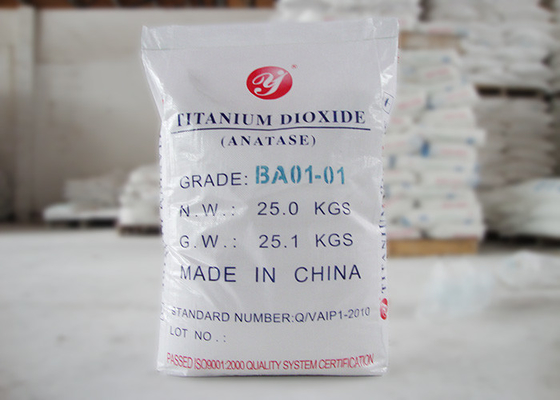 TITANIUM DIOXIDE
(ANATASE)
GRADE: BA01-01
N.W.: 25.0 KGS
G.W.: 25.1 KGS
MADE IN CHINA
STANDARD NUMBER:Q/VAIP1-2010
LOT NO.:
PASSED ISO9001:2000 QUALITY SYSTEM CERTIFICATION